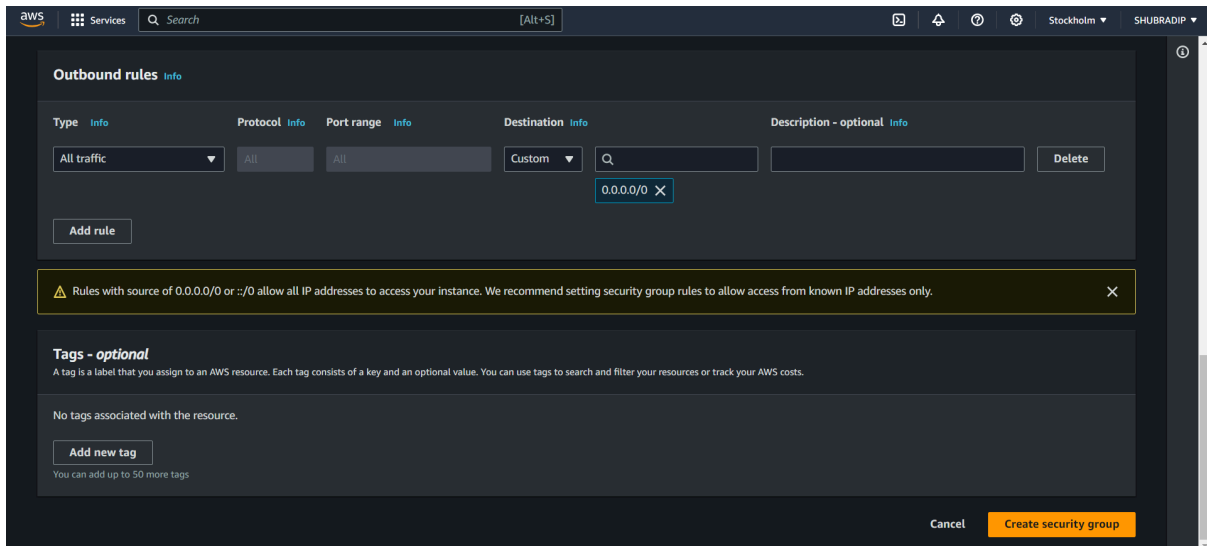 aws Services Search [Alt+S] Stockholm SHUBRADIP
Outbound rules Info
Type Info Protocol Info Port range Info Destination Info Description - optional Info
All traffic All All Custom Delete
0.0.0.0/0
Add rule
Rules with source of 0.0.0.0/0 or ::/0 allow all IP addresses to access your instance. We recommend setting security group rules to allow access from known IP addresses only.
Tags - optional
A tag is a label that you assign to an AWS resource. Each tag consists of a key and an optional value. You can use tags to search and filter your resources or track your AWS costs.
No tags associated with the resource.
Add new tag
You can add up to 50 more tags
Cancel Create security group